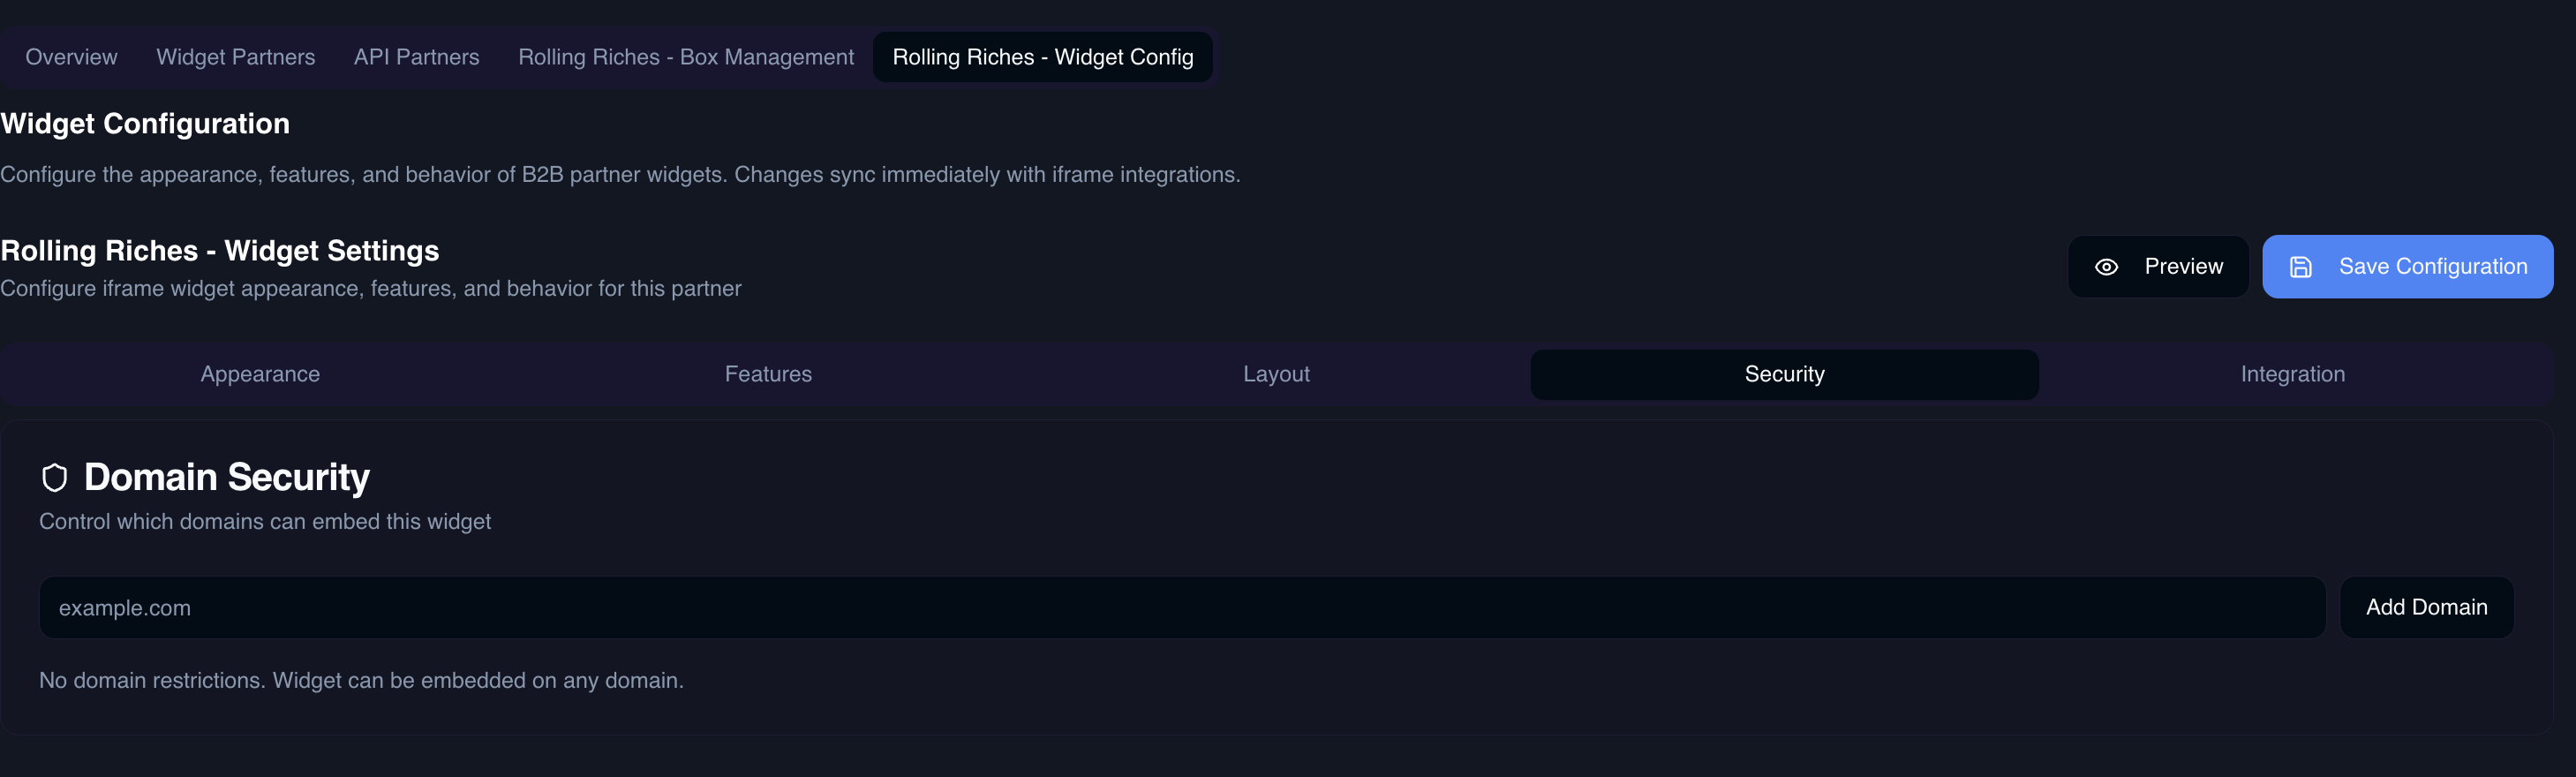 Overview Widget Partners API Partners Rolling Riches - Box Management Rolling Riches - Widget Config
Widget Configuration
Configure the appearance, features, and behavior of B2B partner widgets. Changes sync immediately with iframe integrations.
Rolling Riches - Widget Settings
Configure iframe widget appearance, features, and behavior for this partner
Preview Save Configuration
Appearance Features Layout Security Integration
Domain Security
Control which domains can embed this widget
example.com Add Domain
No domain restrictions. Widget can be embedded on any domain.